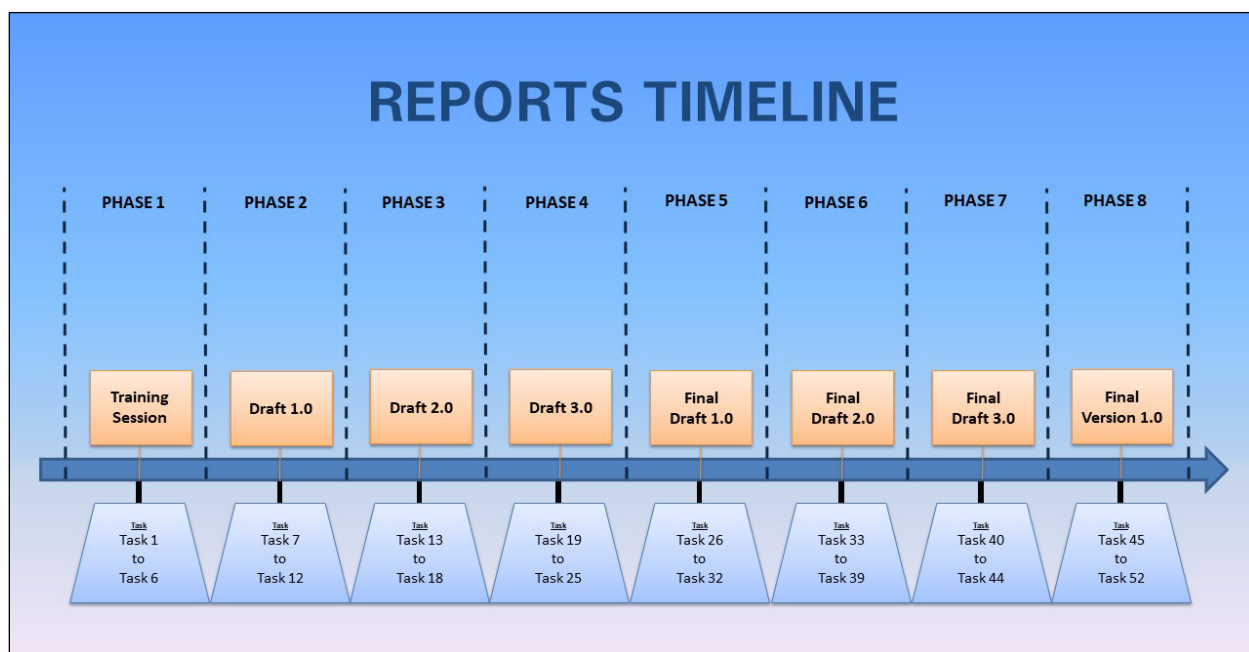 REPORTS TIMELINE
PHASE 1
PHASE 2
PHASE 3
PHASE 4
PHASE 5
PHASE 6
PHASE 7
PHASE 8
Training
Session
Draft 1.0
Draft 2.0
Draft 3.0
Final
Draft 1.0
Final
Draft 2.0
Final
Draft 3.0
Final
Version 1.0
Task
Task 1
to
Task 6
Task
Task 7
to
Task 12
Task
Task 13
to
Task 18
Task
Task 19
to
Task 25
Task
Task 26
to
Task 32
Task
Task 33
to
Task 39
Task
Task 40
to
Task 44
Task
Task 45
to
Task 52